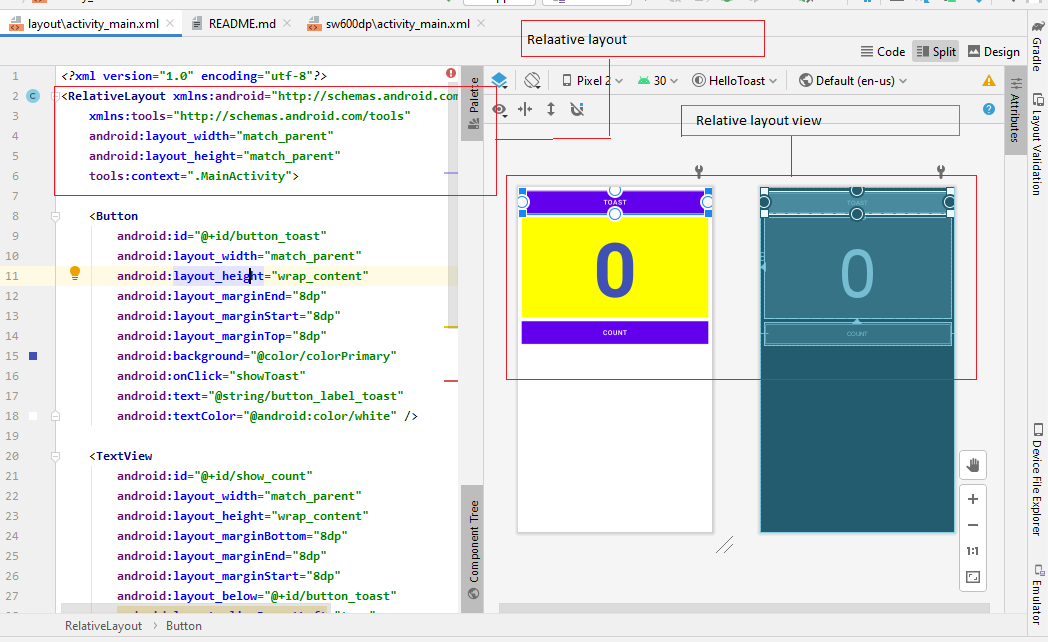 layout\activity_main.xml
README.md
sw600dp\activity_main.xml
Relaative layout
Code
Split
Design
Gradle
1 <?xml version="1.0" encoding="utf-8"?>
2 <RelativeLayout xmlns:android="http://schemas.android.com
3 xmlns:tools="http://schemas.android.com/tools"
4 android:layout_width="match_parent"
5 android:layout_height="match_parent"
6 tools:context=".MainActivity">
7
8 <Button
9 android:id="@+id/button_toast"
10 android:layout_width="match_parent"
11 android:layout_height="wrap_content"
12 android:layout_marginEnd="8dp"
13 android:layout_marginStart="8dp"
14 android:layout_marginTop="8dp"
15 android:background="@color/colorPrimary"
16 android:onClick="showToast"
17 android:text="@string/button_label_toast"
18 android:textColor="@android:color/white" />
19
20 <TextView
21 android:id="@+id/show_count"
22 android:layout_width="match_parent"
23 android:layout_height="wrap_content"
24 android:layout_marginBottom="8dp"
25 android:layout_marginEnd="8dp"
26 android:layout_marginStart="8dp"
27 android:layout_below="@+id/button_toast"
C
Palette
Component Tree
Pixel 2
30
HelloToast
Default (en-us)
?
Attributes
Layout Validation
Relative layout view
TOAST
0
COUNT
TOAST
0
COUNT
1:1
Device File Explorer
Emulator
RelativeLayout › Button